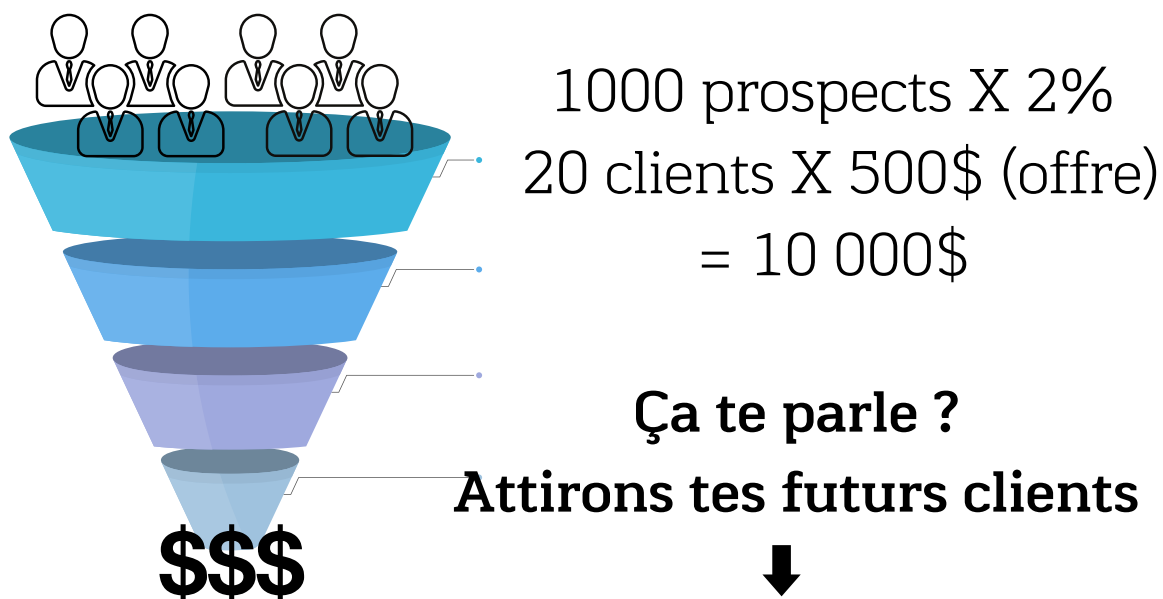 1000 prospects X 2%
20 clients X 500$ (offre)
= 10 000$
Ça te parle ?
Attirons tes futurs clients
$$$